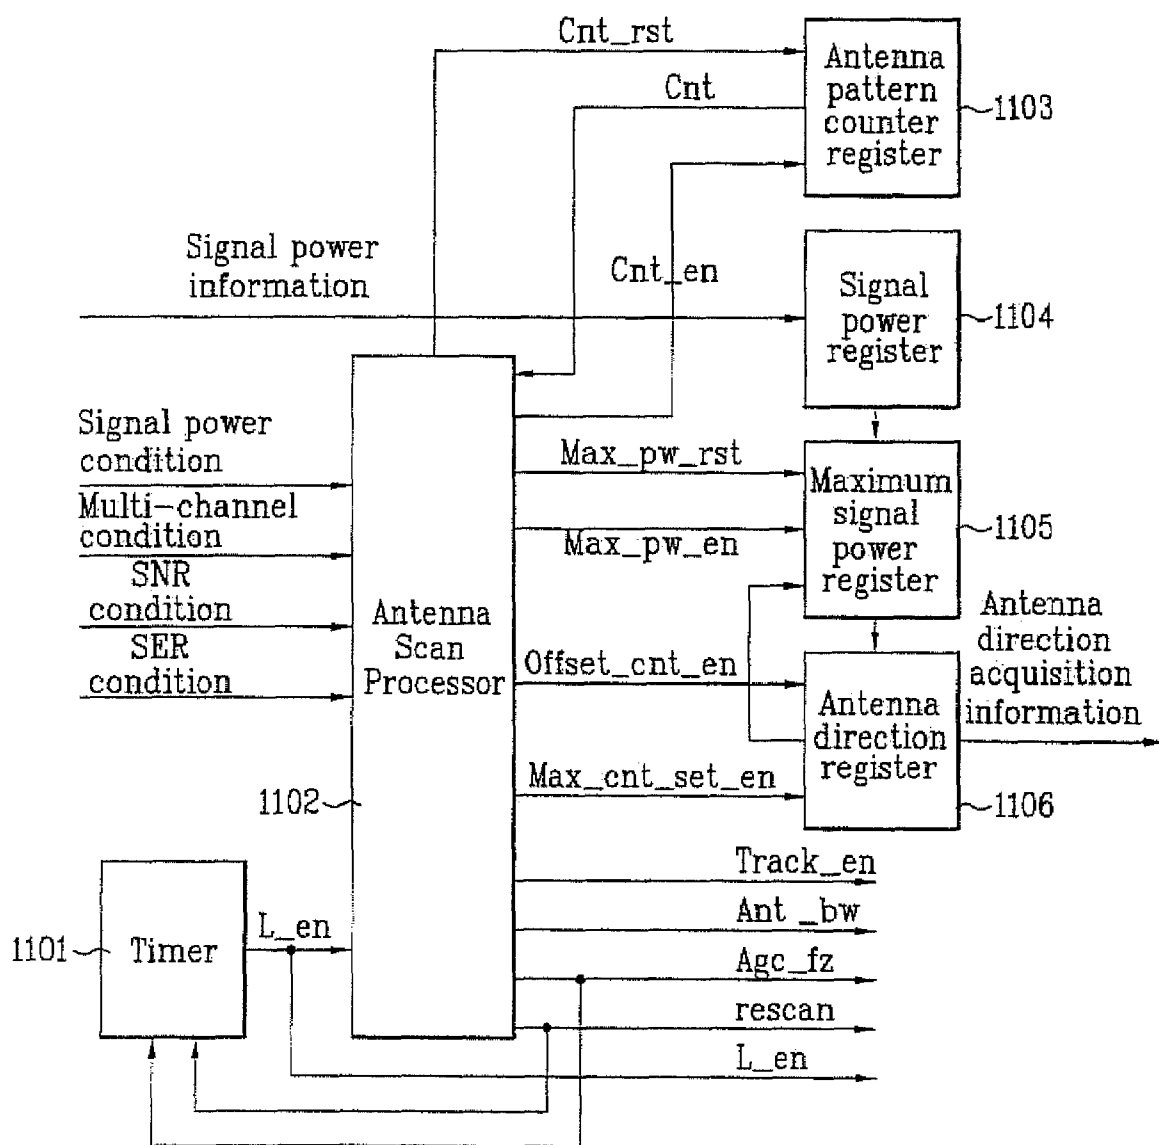 Cnt_rst
Antenna
pattern
counter
register
1103
Cnt
Signal power
information
Cnt_en
Signal
power
register
1104
Signal power
condition
Multi-channel
condition
SNR
condition
SER
condition
Antenna
Scan
Processor
1102
Max_pw_rst
Max_pw_en
Maximum
signal
power
register
1105
Offset_cnt_en
Max_cnt_set_en
Antenna
direction
register
1106
Antenna
direction
acquisition
information
1101
Timer
L_en
Track_en
Ant _bw
Agc_fz
rescan
L_en